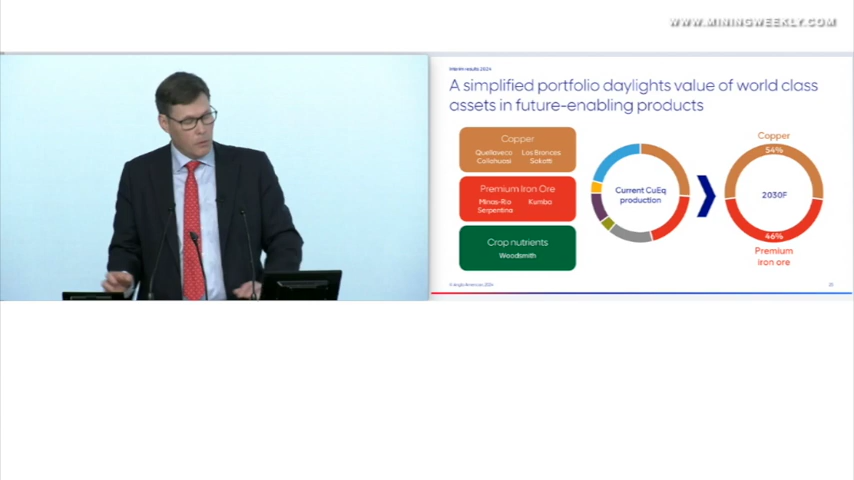 WWW.MININGWEEKLY.COM
Interim results 2024
A simplified portfolio daylights value of world class
assets in future-enabling products
Copper
Quellaveco Los Bronces
Collahuasi Sakatti
Premium Iron Ore
Minas-Rio Kumba
Serpentina
Crop nutrients
Woodsmith
Current CuEq
production
Copper
54%
2030F
46%
Premium
iron ore
© Anglo American 2024